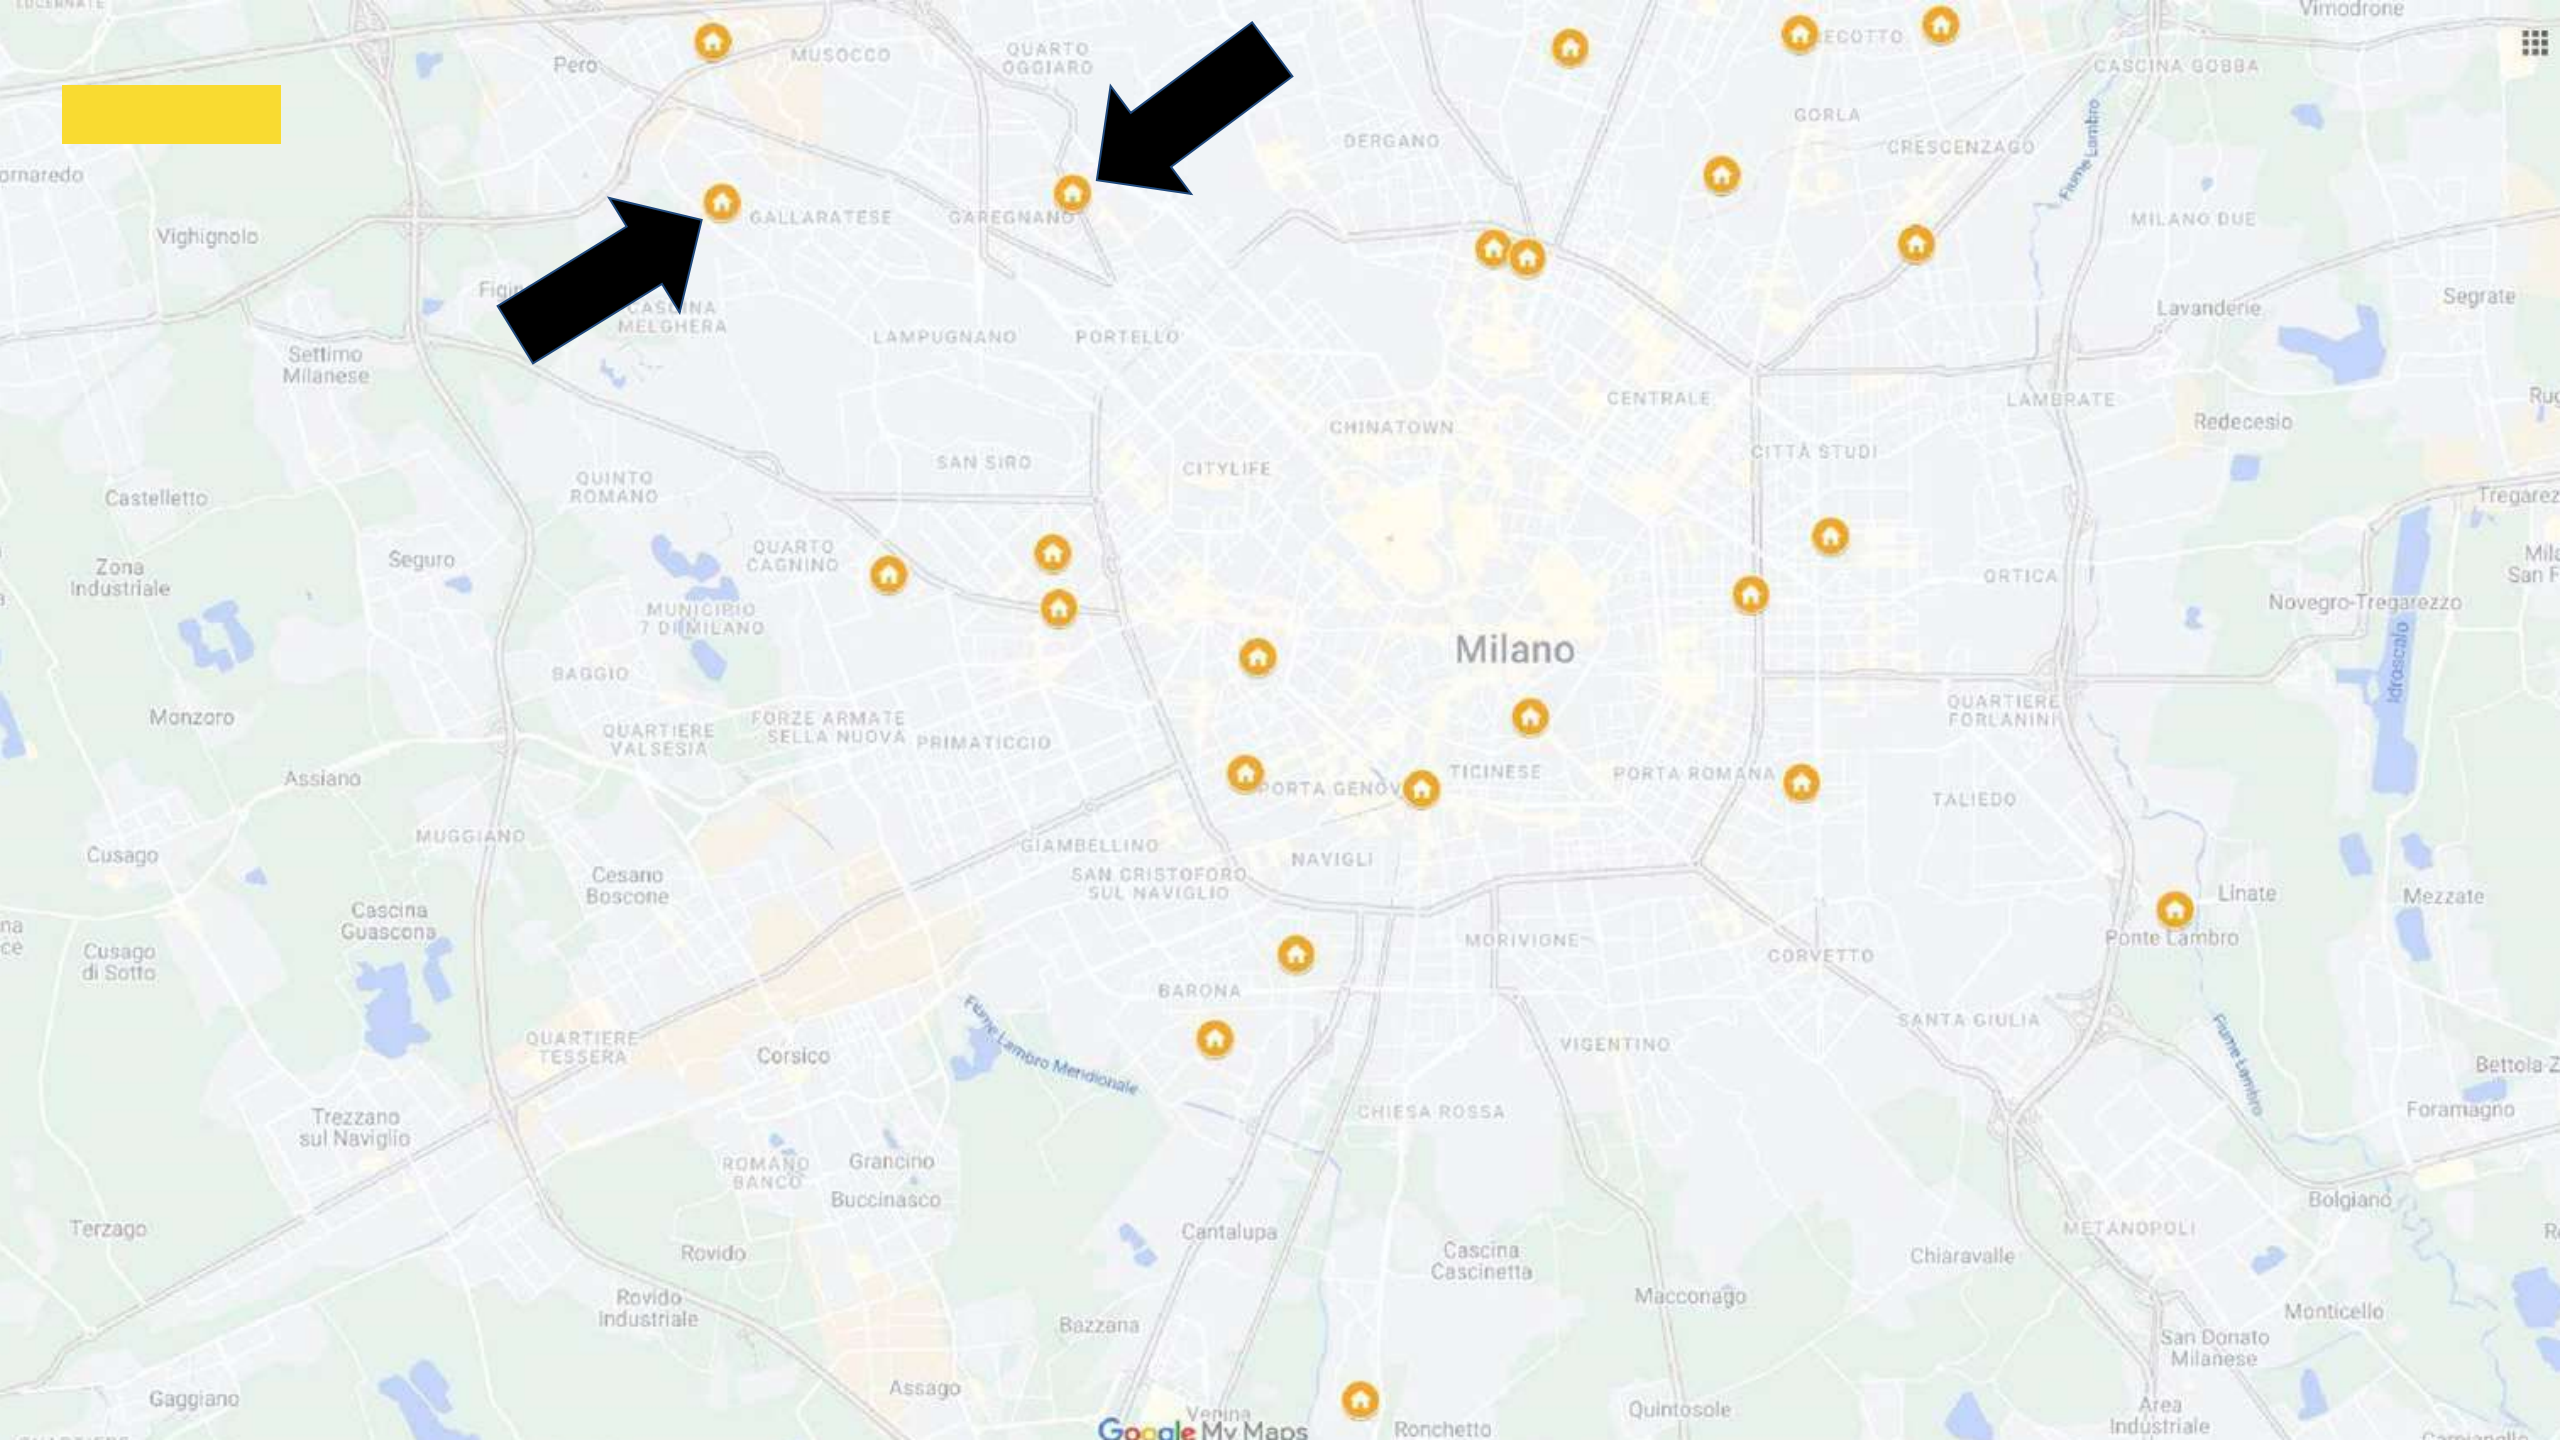 Vimodrone
ECOTTO
MUSOCCO
QUARTO
OGGIARO
Pero
CASCINA GOBBA
GORLA
DERGANO
CRESCENZAGO
Fiume Lambro
ornaredo
GALLARATESE
GAREGNANO
MILANO DUE
Vighignolo
CASCINA
MELGHERA
Segrate
Lavanderie
LAMPUGNANO
PORTELLO
Settimo
Milanese
CENTRALE
LAMBRATE
Redecesio
CHINATOWN
CITTÀ STUDI
SAN SIRO
CITYLIFE
QUINTO
ROMANO
Castelletto
Tregarez
QUARTO
CAGNINO
Seguro
Zona
Industriale
ORTICA
Novegro-Tregarezzo
MUNICIPIO
7 DI MILANO
Milano
Idroscalo
BAGGIO
QUARTIERE
FORLANINI
Monzoro
FORZE ARMATE
SELLA NUOVA
QUARTIERE
VALSESIA
PRIMATICCIO
Assiano
TICINESE
PORTA ROMANA
PORTA GENOV
TALIEDO
MUGGIANO
GIAMBELLINO
Cusago
NAVIGLI
Cesano
Boscone
SAN CRISTOFORO
SUL NAVIGLIO
Linate
Mezzate
Cascina
Guascona
Ponte Lambro
MORIVIONE
Cusago
di Sotto
CORVETTO
BARONA
SANTA GIULIA
Fiume Lambro Meridionale
QUARTIERE
TESSERA
Corsico
VIGENTINO
Fiume Lambro
Bettola-Z
Trezzano
sul Naviglio
CHIESA ROSSA
Foramagno
ROMANO
BANCO
Grancino
Buccinasco
Bolgiano
Terzago
Cantalupa
METANOPOLI
Rovido
Cascina
Cascinetta
Chiaravalle
Rovido
Industriale
Macconago
Monticello
Bazzana
San Donato
Milanese
Assago
Gaggiano
Quintosole
Area
Industriale
Ronchetto
Google My Maps